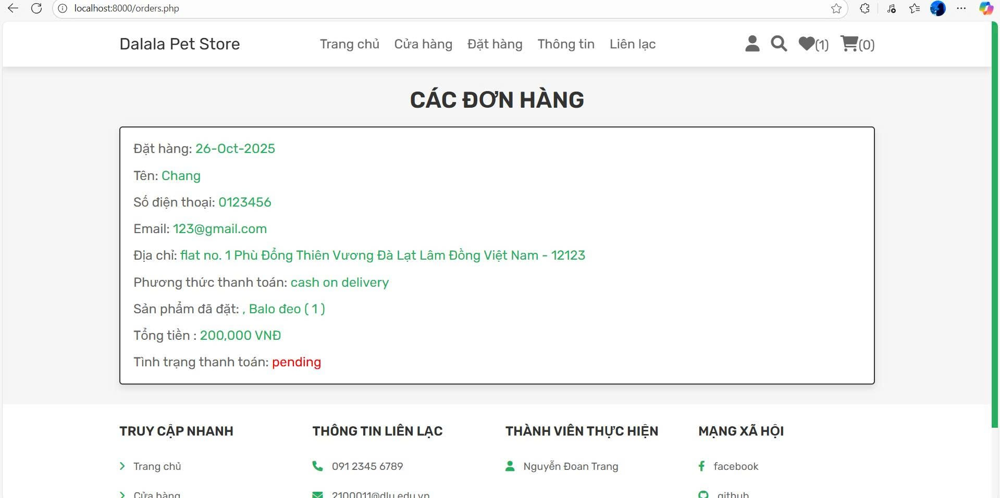 localhost:8000/orders.php
Dalala Pet Store Trang chủ Cửa hàng Đặt hàng Thông tin Liên lạc (1) (0)
CÁC ĐƠN HÀNG
Đặt hàng: 26-Oct-2025
Tên: Chang
Số điện thoại: 0123456
Email: 123@gmail.com
Địa chỉ: flat no. 1 Phù Đổng Thiên Vương Đà Lạt Lâm Đồng Việt Nam - 12123
Phương thức thanh toán: cash on delivery
Sản phẩm đã đặt: , Balo đeo ( 1 )
Tổng tiền : 200,000 VNĐ
Tình trạng thanh toán: pending
TRUY CẬP NHANH
Trang chủ
Cửa hàng
THÔNG TIN LIÊN LẠC
091 2345 6789
2100011@dlu.edu.vn
THÀNH VIÊN THỰC HIỆN
Nguyễn Đoan Trang
MẠNG XÃ HỘI
facebook
github